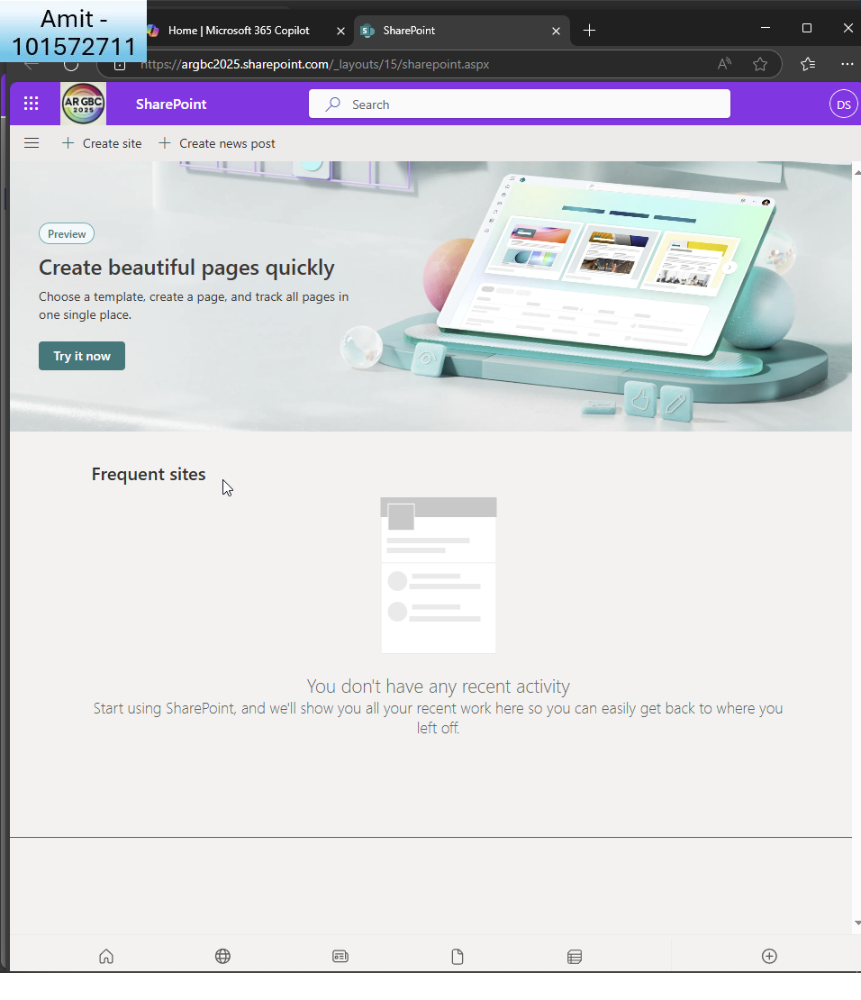 Amit -
101572711
Home | Microsoft 365 Copilot
SharePoint
https://argbc2025.sharepoint.com/_layouts/15/sharepoint.aspx
AR GBC
2025
SharePoint
Search
DS
Create site
Create news post
Preview
Create beautiful pages quickly
Choose a template, create a page, and track all pages in
one single place.
Try it now
Frequent sites
You don't have any recent activity
Start using SharePoint, and we'll show you all your recent work here so you can easily get back to where you
left off.